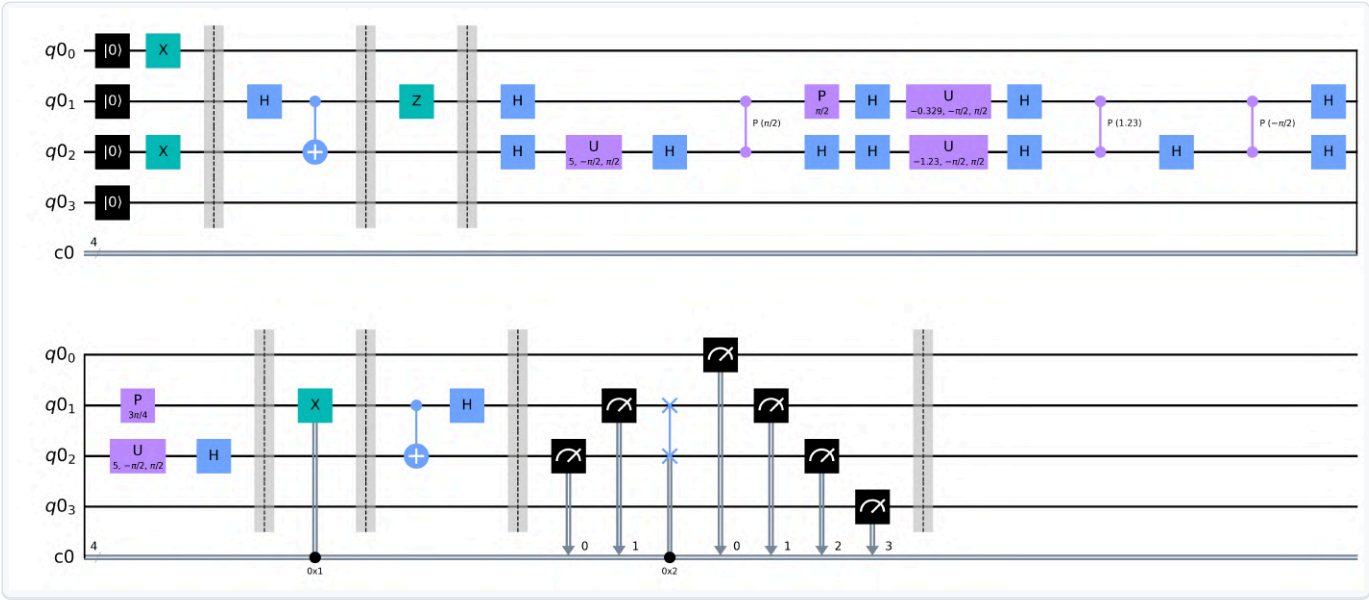 q0₀ |0⟩ X
q0₁ |0⟩ H Z H P H U H H
π/2 −0.329, −π/2, π/2
P (π/2) P (1.23) P (−π/2)
q0₂ |0⟩ X H U H H H U H H H
5, −π/2, π/2 −1.23, −π/2, π/2
q0₃ |0⟩
4
c0
q0₀
q0₁ P X H
3π/4
q0₂ U H
5, −π/2, π/2
q0₃
4 0 1 0 1 2 3
c0
0x1 0x2